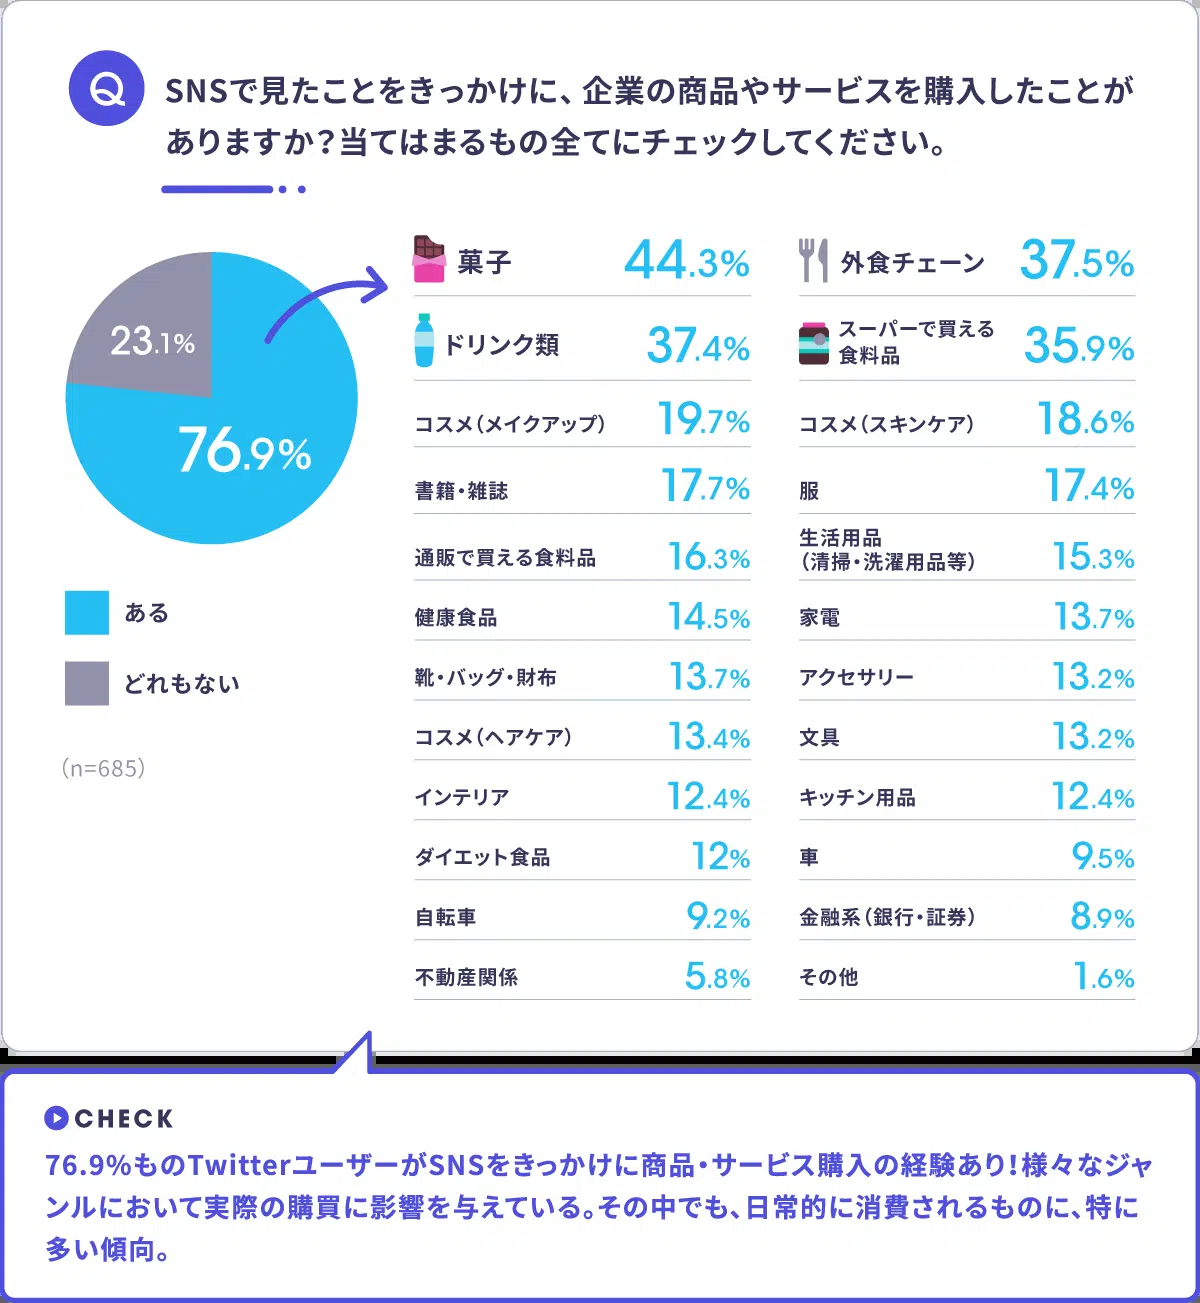 Q
SNSで見たことをきっかけに、企業の商品やサービスを購入したことが
ありますか？当てはまるもの全てにチェックしてください。
23.1%
76.9%
ある
どれもない
（n=685）
菓子 44.3%
ドリンク類 37.4%
コスメ（メイクアップ） 19.7%
書籍・雑誌 17.7%
通販で買える食料品 16.3%
健康食品 14.5%
靴・バッグ・財布 13.7%
コスメ（ヘアケア） 13.4%
インテリア 12.4%
ダイエット食品 12%
自転車 9.2%
不動産関係 5.8%
外食チェーン 37.5%
スーパーで買える
食料品 35.9%
コスメ（スキンケア） 18.6%
服 17.4%
生活用品
（清掃・洗濯用品等） 15.3%
家電 13.7%
アクセサリー 13.2%
文具 13.2%
キッチン用品 12.4%
車 9.5%
金融系（銀行・証券） 8.9%
その他 1.6%
CHECK
76.9%ものTwitterユーザーがSNSをきっかけに商品・サービス購入の経験あり！様々なジャ
ンルにおいて実際の購買に影響を与えている。その中でも、日常的に消費されるものに、特に
多い傾向。